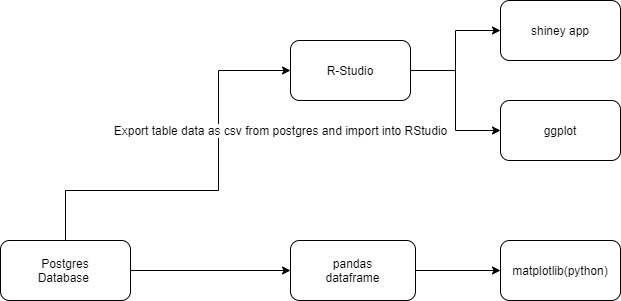 shiney app
R-Studio
Export table data as csv from postgres and import into RStudio
ggplot
Postgres
Database
pandas
dataframe
matplotlib(python)